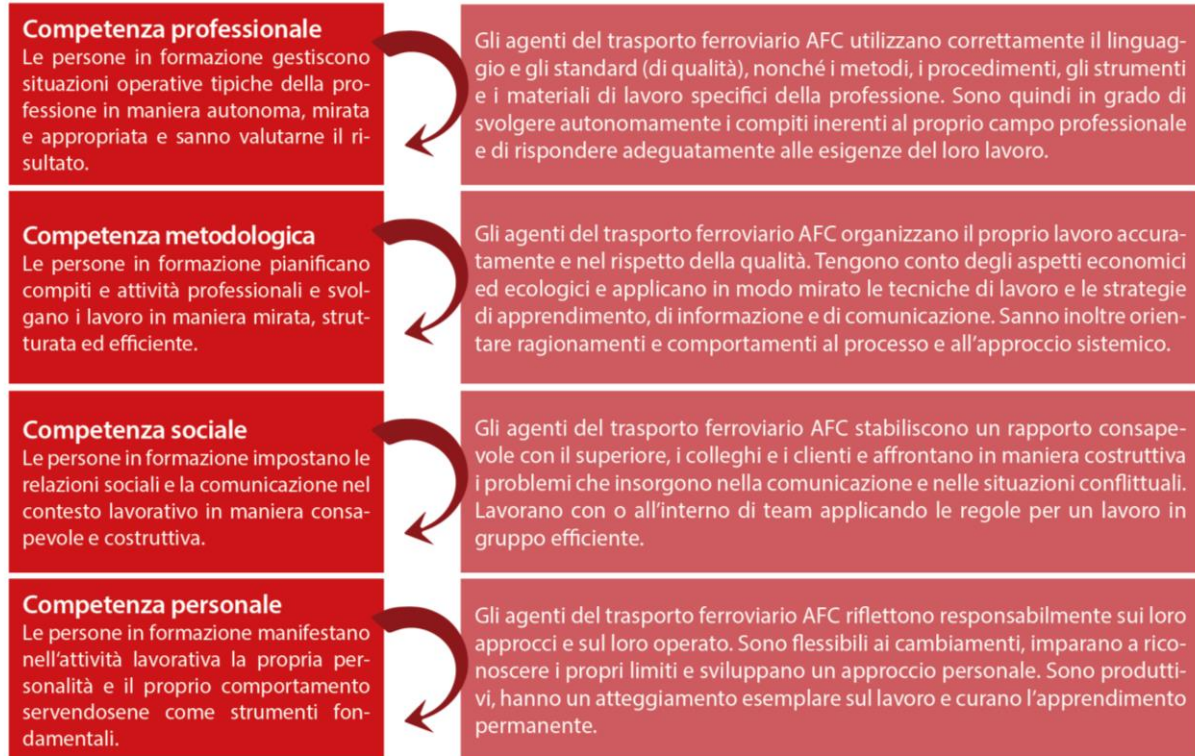 Competenza professionale
Le persone in formazione gestiscono
situazioni operative tipiche della pro-
fessione in maniera autonoma, mirata
e appropriata e sanno valutarne il ri-
sultato.
Gli agenti del trasporto ferroviario AFC utilizzano correttamente il linguag-
gio e gli standard (di qualità), nonché i metodi, i procedimenti, gli strumenti
e i materiali di lavoro specifici della professione. Sono quindi in grado di
svolgere autonomamente i compiti inerenti al proprio campo professionale
e di rispondere adeguatamente alle esigenze del loro lavoro.
Competenza metodologica
Le persone in formazione pianificano
compiti e attività professionali e svol-
gano i lavoro in maniera mirata, strut-
turata ed efficiente.
Gli agenti del trasporto ferroviario AFC organizzano il proprio lavoro accura-
tamente e nel rispetto della qualità. Tengono conto degli aspetti economici
ed ecologici e applicano in modo mirato le tecniche di lavoro e le strategie
di apprendimento, di informazione e di comunicazione. Sanno inoltre orien-
tare ragionamenti e comportamenti al processo e all'approccio sistemico.
Competenza sociale
Le persone in formazione impostano le
relazioni sociali e la comunicazione nel
contesto lavorativo in maniera consa-
pevole e costruttiva.
Gli agenti del trasporto ferroviario AFC stabiliscono un rapporto consape-
vole con il superiore, i colleghi e i clienti e affrontano in maniera costruttiva
i problemi che insorgono nella comunicazione e nelle situazioni conflittuali.
Lavorano con o all'interno di team applicando le regole per un lavoro in
gruppo efficiente.
Competenza personale
Le persone in formazione manifestano
nell'attività lavorativa la propria per-
sonalità e il proprio comportamento
servendosene come strumenti fon-
damentali.
Gli agenti del trasporto ferroviario AFC riflettono responsabilmente sui loro
approcci e sul loro operato. Sono flessibili ai cambiamenti, imparano a rico-
noscere i propri limiti e sviluppano un approccio personale. Sono produtti-
vi, hanno un atteggiamento esemplare sul lavoro e curano l'apprendimento
permanente.